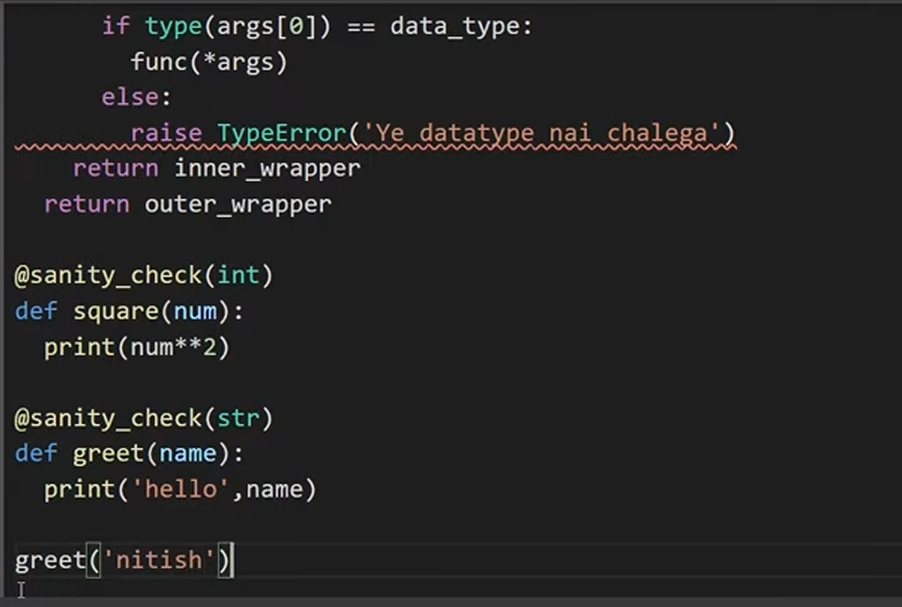 if type(args[0]) == data_type:
func(*args)
else:
raise TypeError('Ye datatype nai chalega')
return inner_wrapper
return outer_wrapper
@sanity_check(int)
def square(num):
print(num**2)
@sanity_check(str)
def greet(name):
print('hello',name)
greet('nitish')